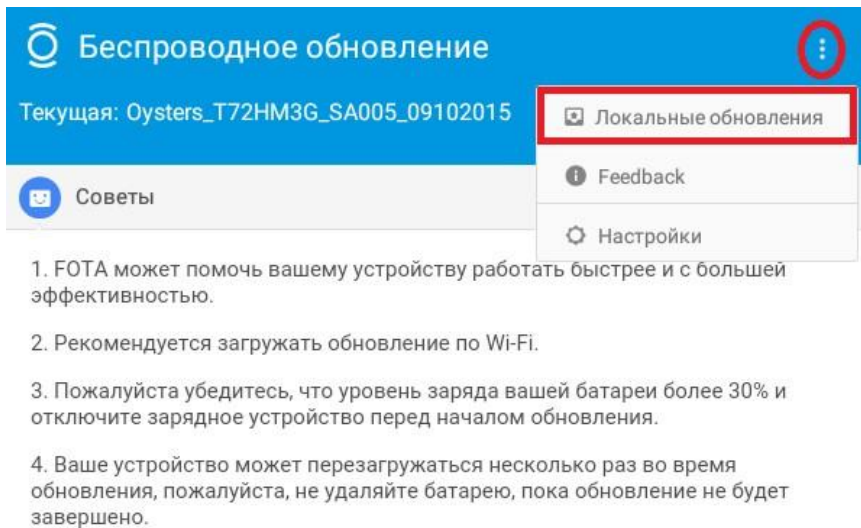 Беспроводное обновление
Текущая: Oysters_T72HM3G_SA005_09102015
Локальные обновления
Feedback
Настройки
Советы
1. FOTA может помочь вашему устройству работать быстрее и с большей
эффективностью.
2. Рекомендуется загружать обновление по Wi-Fi.
3. Пожалуйста убедитесь, что уровень заряда вашей батареи более 30% и
отключите зарядное устройство перед началом обновления.
4. Ваше устройство может перезагружаться несколько раз во время
обновления, пожалуйста, не удаляйте батарею, пока обновление не будет
завершено.